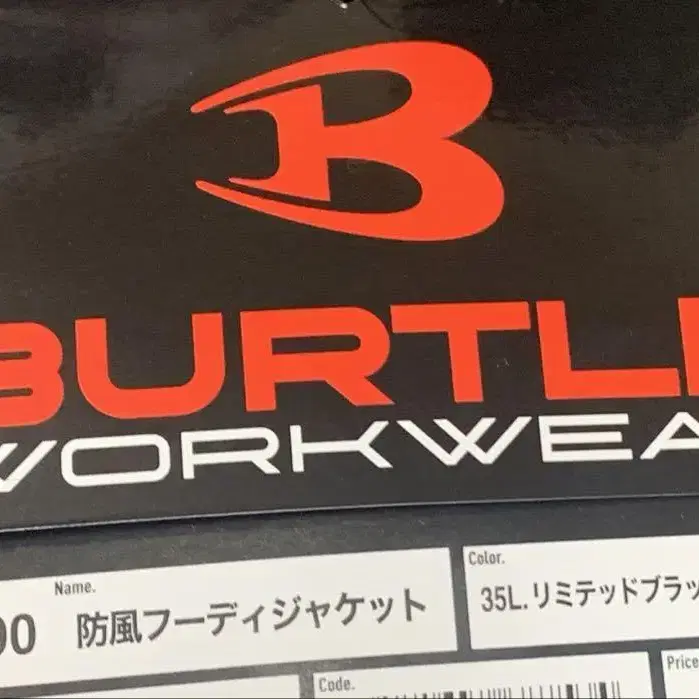 B
BURTL
WORKWEA
Name.
00
防風フーディジャケット
Color.
35L.リミテッドブラッ
Code.
Price